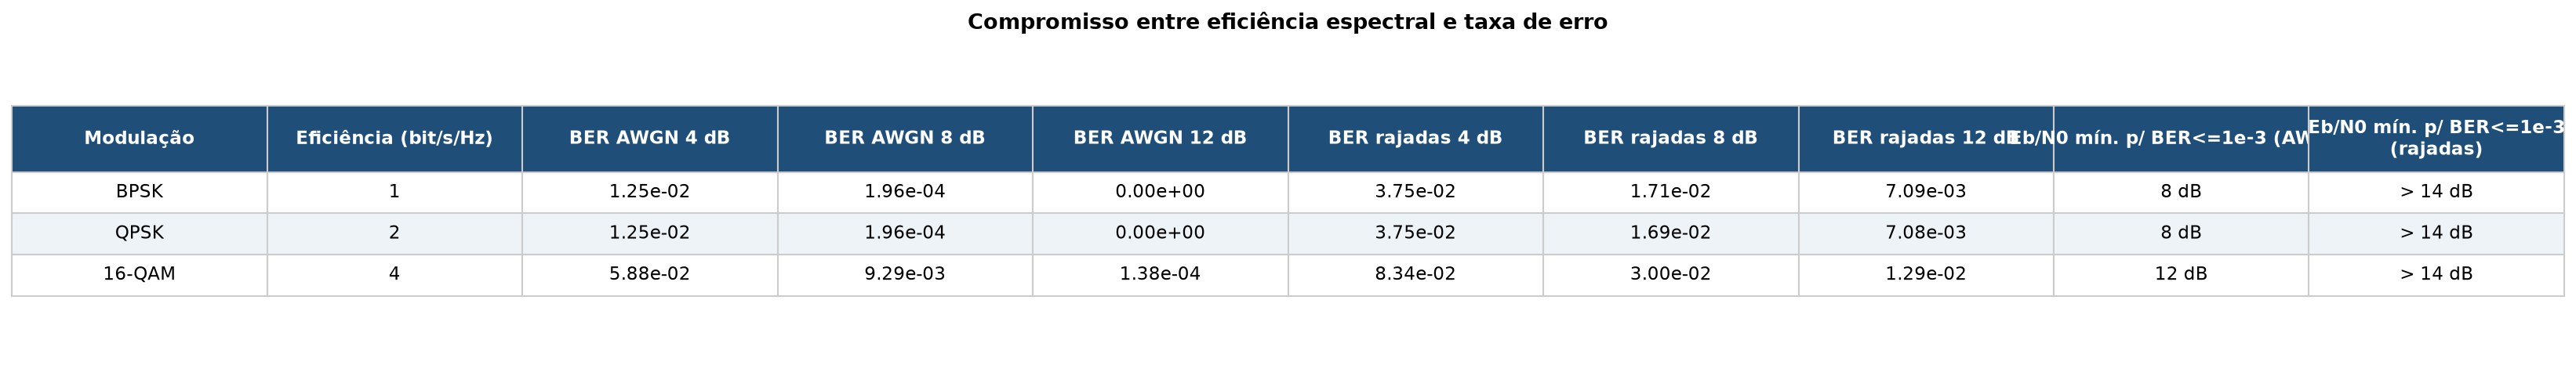 Compromisso entre eficiência espectral e taxa de erro
Modulação Eficiência (bit/s/Hz) BER AWGN 4 dB BER AWGN 8 dB BER AWGN 12 dB BER rajadas 4 dB BER rajadas 8 dB BER rajadas 12 dB Eb/N0 mín. p/ BER<=1e-3 (AW Eb/N0 mín. p/ BER<=1e-3
(rajadas)
BPSK 1 1.25e-02 1.96e-04 0.00e+00 3.75e-02 1.71e-02 7.09e-03 8 dB > 14 dB
QPSK 2 1.25e-02 1.96e-04 0.00e+00 3.75e-02 1.69e-02 7.08e-03 8 dB > 14 dB
16-QAM 4 5.88e-02 9.29e-03 1.38e-04 8.34e-02 3.00e-02 1.29e-02 12 dB > 14 dB